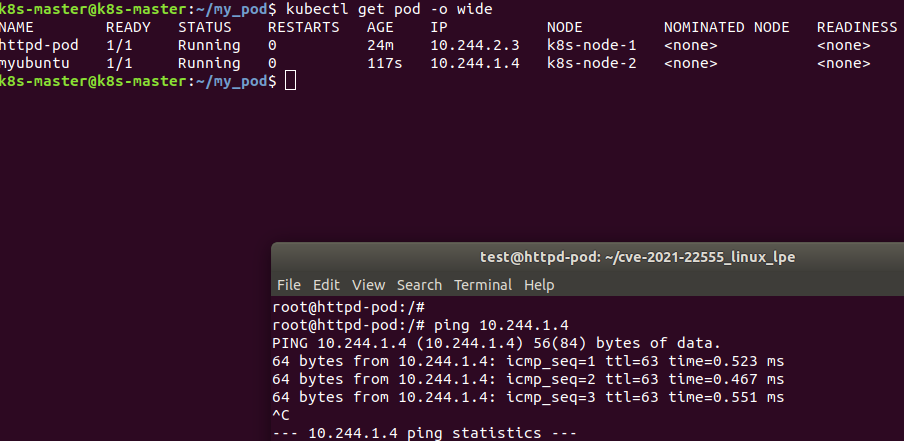 k8s-master@k8s-master:~/my_pod$ kubectl get pod -o wide
NAME READY STATUS RESTARTS AGE IP NODE NOMINATED NODE READINESS
httpd-pod 1/1 Running 0 24m 10.244.2.3 k8s-node-1 <none> <none>
myubuntu 1/1 Running 0 117s 10.244.1.4 k8s-node-2 <none> <none>
k8s-master@k8s-master:~/my_pod$
test@httpd-pod: ~/cve-2021-22555_linux_lpe
File Edit View Search Terminal Help
root@httpd-pod:/#
root@httpd-pod:/# ping 10.244.1.4
PING 10.244.1.4 (10.244.1.4) 56(84) bytes of data.
64 bytes from 10.244.1.4: icmp_seq=1 ttl=63 time=0.523 ms
64 bytes from 10.244.1.4: icmp_seq=2 ttl=63 time=0.467 ms
64 bytes from 10.244.1.4: icmp_seq=3 ttl=63 time=0.551 ms
^C
--- 10.244.1.4 ping statistics ---